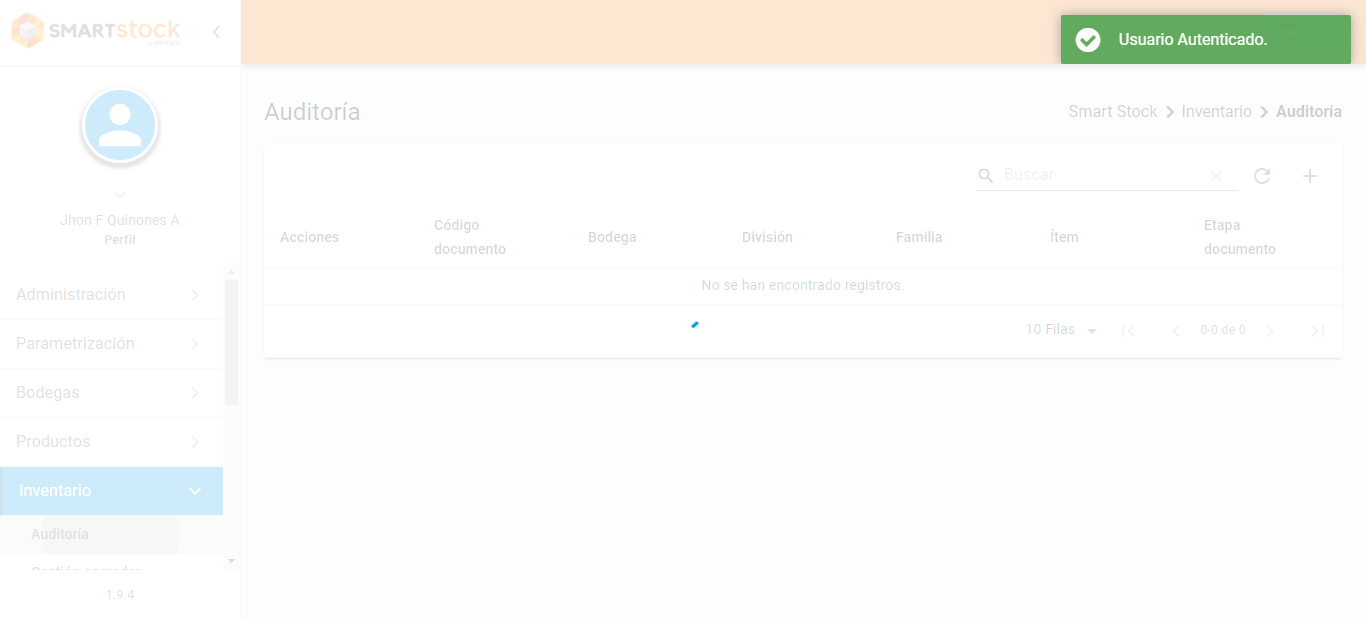 SMARTstock
Usuario Autenticado.
Auditoría
Smart Stock
Inventario
Auditoría
Buscar
Jhon F Quinones A
Perfil
Acciones
Código
documento
Bodega
División
Familia
Ítem
Etapa
documento
No se han encontrado registros.
10 Filas
0-0 de 0
Administración
Parametrización
Bodegas
Productos
Inventario
Auditoría
1.9.4